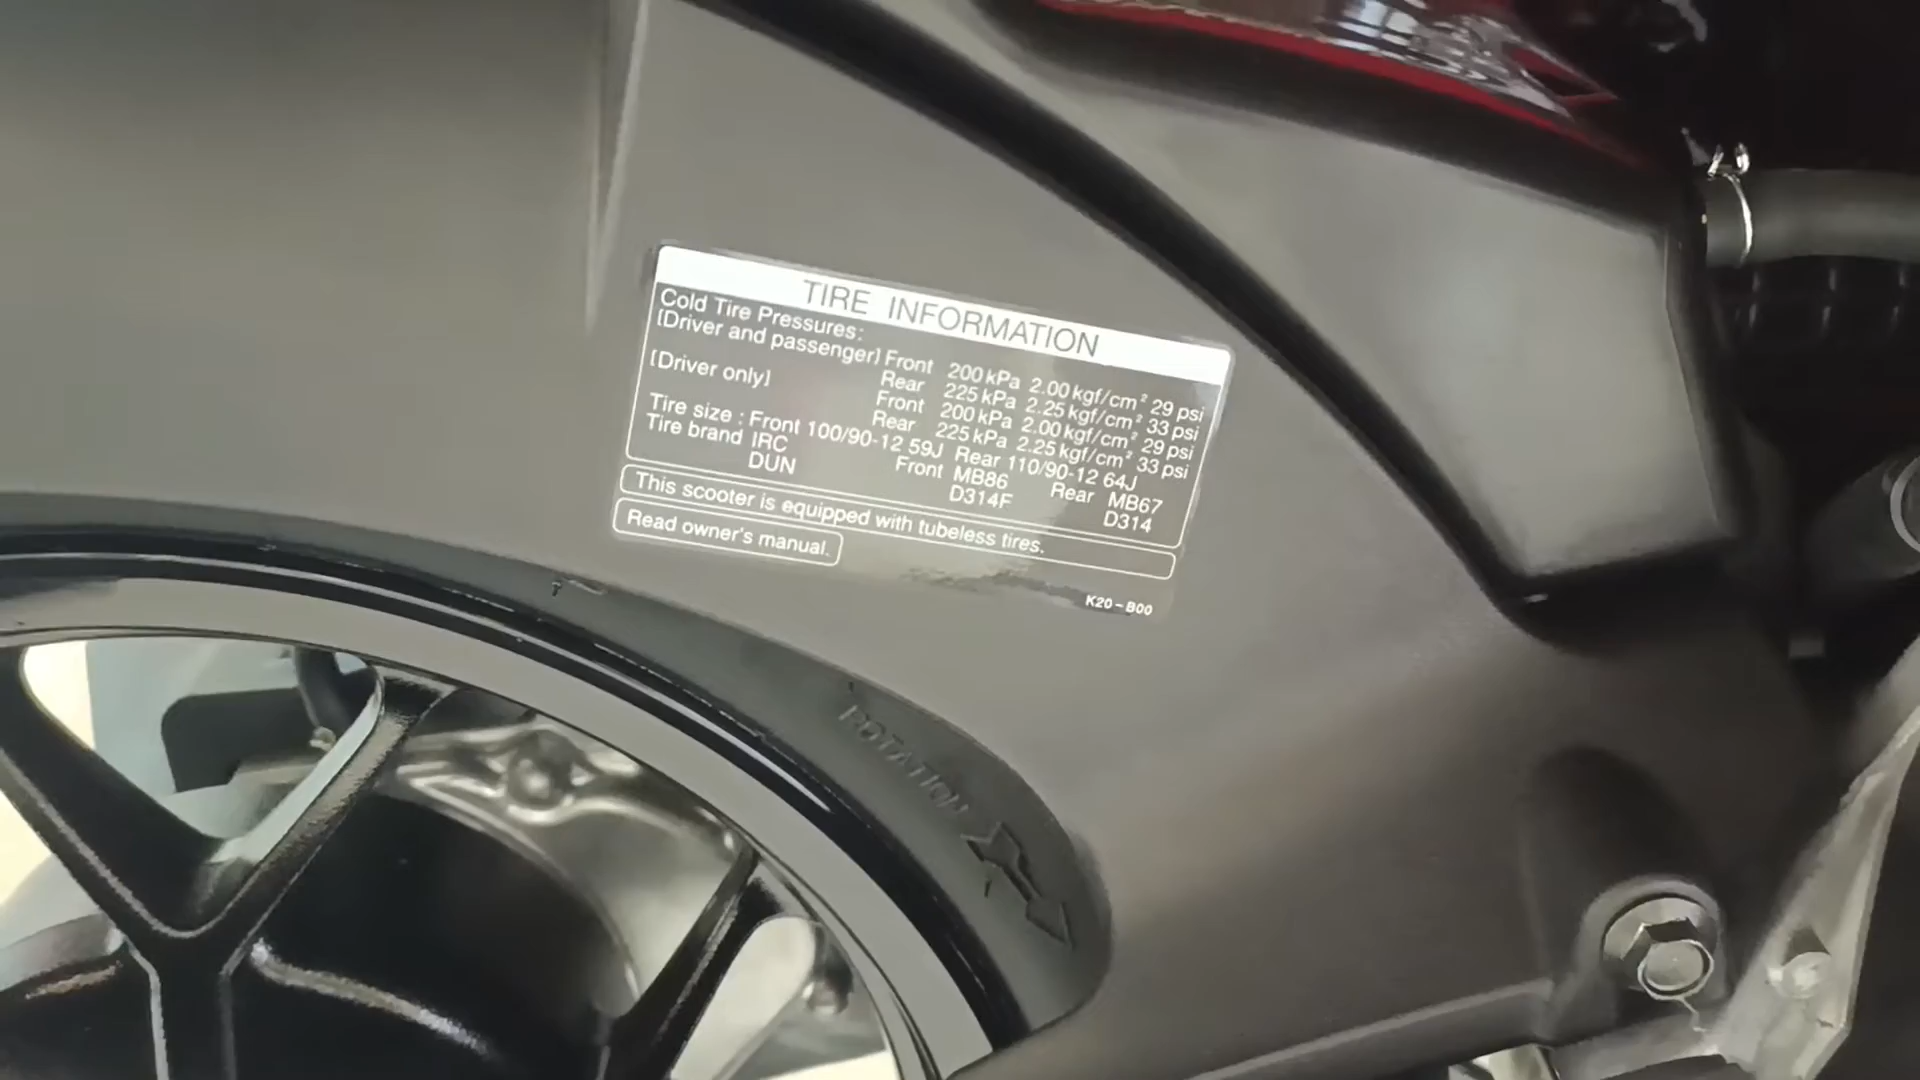 TIRE INFORMATION
Cold Tire Pressures:
[Driver and passenger] Front 200 kPa 2.00 kgf/cm² 29 psi
Rear 225 kPa 2.25 kgf/cm² 33 psi
[Driver only] Front 200 kPa 2.00 kgf/cm² 29 psi
Rear 225 kPa 2.25 kgf/cm² 33 psi
Tire size : Front 100/90-12 59J Rear 110/90-12 64J
Tire brand IRC Front MB86 Rear MB67
DUN D314F D314
This scooter is equipped with tubeless tires.
Read owner's manual.
K20-B00
ROTATION